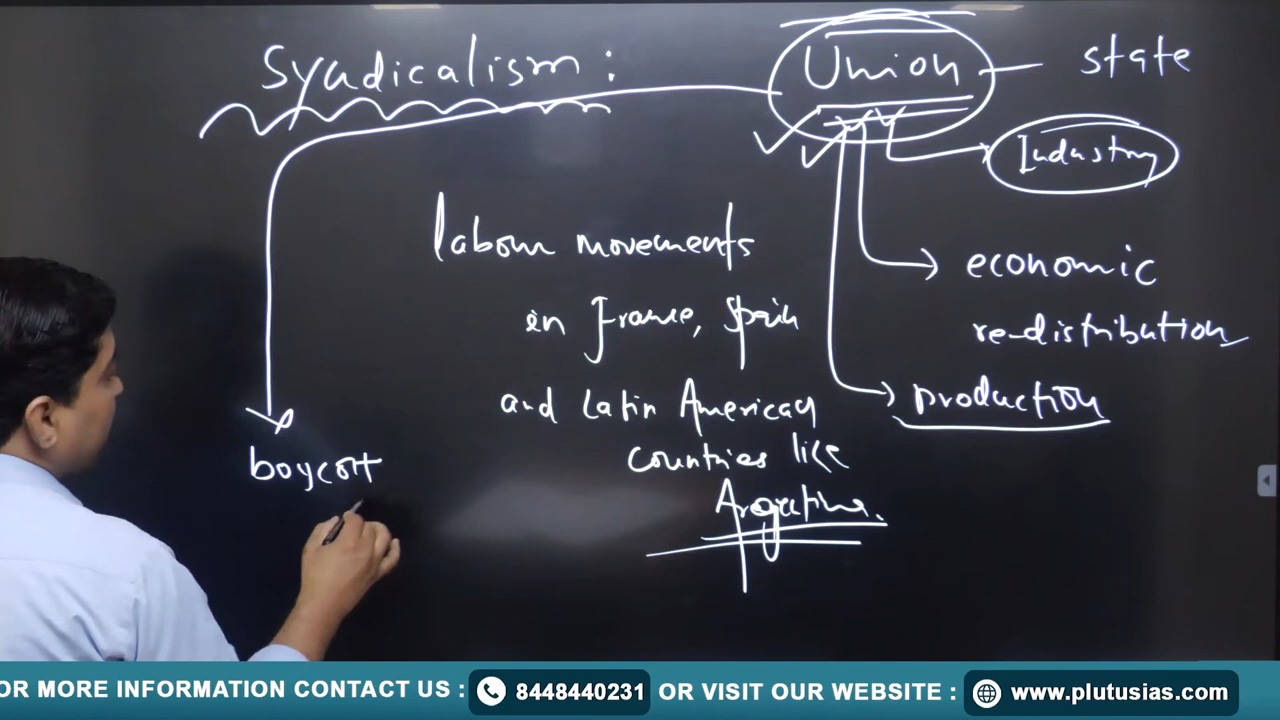 Syndicalism :
Union
state
Industry
labour movements
in France, Spain
and Latin American
countries like
Argentina.
economic
re-distribution
production
boycott
OR MORE INFORMATION CONTACT US : 8448440231 OR VISIT OUR WEBSITE : www.plutusias.com